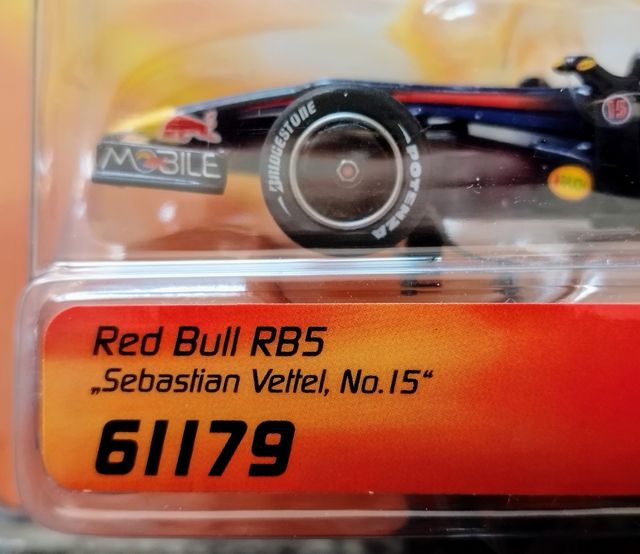 15
MOBILE
BRIDGESTONE
POTENZA
Red Bull RB5
„Sebastian Vettel, No.15“
61179